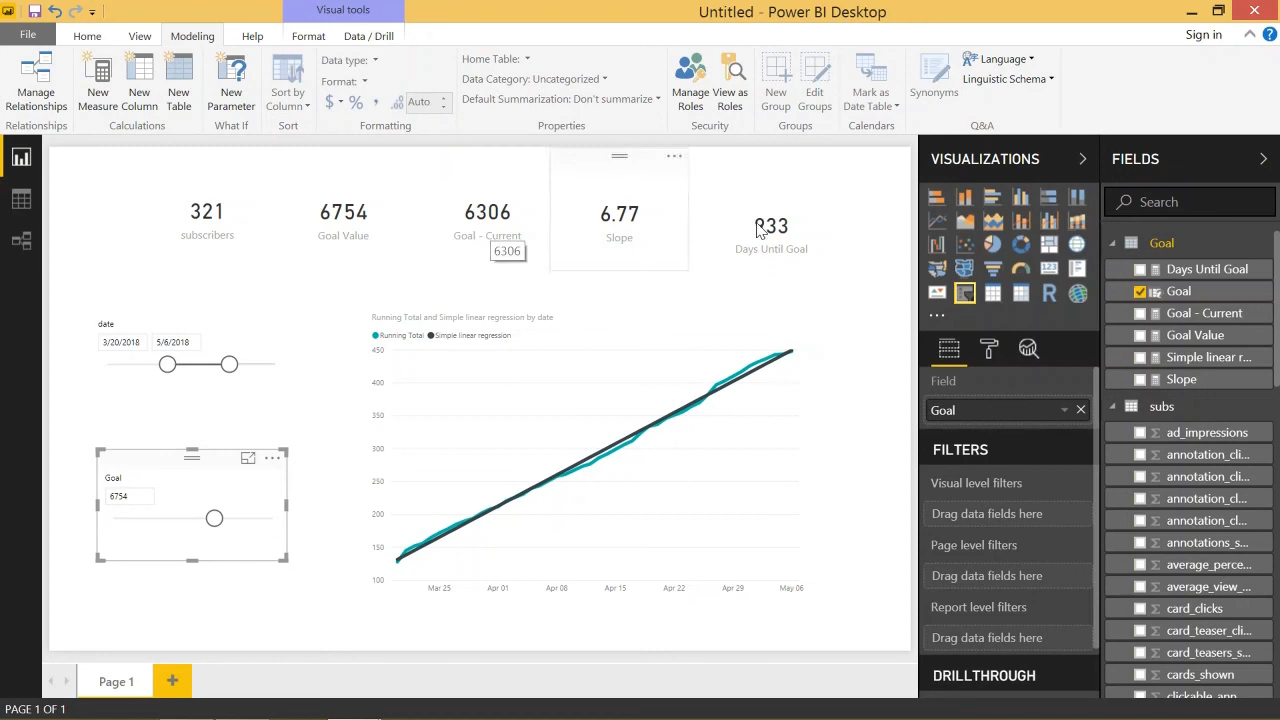 Visual tools
Untitled - Power BI Desktop
File
Home
View
Modeling
Help
Format
Data / Drill
Sign in
Manage Relationships
New Measure
New Column
New Table
New Parameter
Sort by Column
Data type:
Format:
$ % , Auto
Home Table:
Data Category: Uncategorized
Default Summarization: Don't summarize
Manage Roles
View as Roles
New Group
Edit Groups
Mark as Date Table
Synonyms
Language
Linguistic Schema
Relationships
Calculations
What If
Sort
Formatting
Properties
Security
Groups
Calendars
Q&A
321
subscribers
6754
Goal Value
6306
Goal - Current
6306
6.77
Slope
Days Until Goal
date
3/20/2018
5/6/2018
Goal
6754
Running Total and Simple linear regression by date
Running Total
Simple linear regression
450
400
350
300
250
200
150
100
Mar 25
Apr 01
Apr 08
Apr 15
Apr 22
Apr 29
May 06
VISUALIZATIONS
123
R
Field
Goal
FILTERS
Visual level filters
Drag data fields here
Page level filters
Drag data fields here
Report level filters
Drag data fields here
DRILLTHROUGH
FIELDS
Search
Goal
Days Until Goal
Goal
Goal - Current
Goal Value
Simple linear r...
Slope
subs
ad_impressions
annotation_cli...
annotation_cl...
annotation_cl...
annotation_cl...
annotations_s...
average_perce...
average_view_...
card_clicks
card_teaser_cli...
card_teasers_s...
cards_shown
Page 1
PAGE 1 OF 1